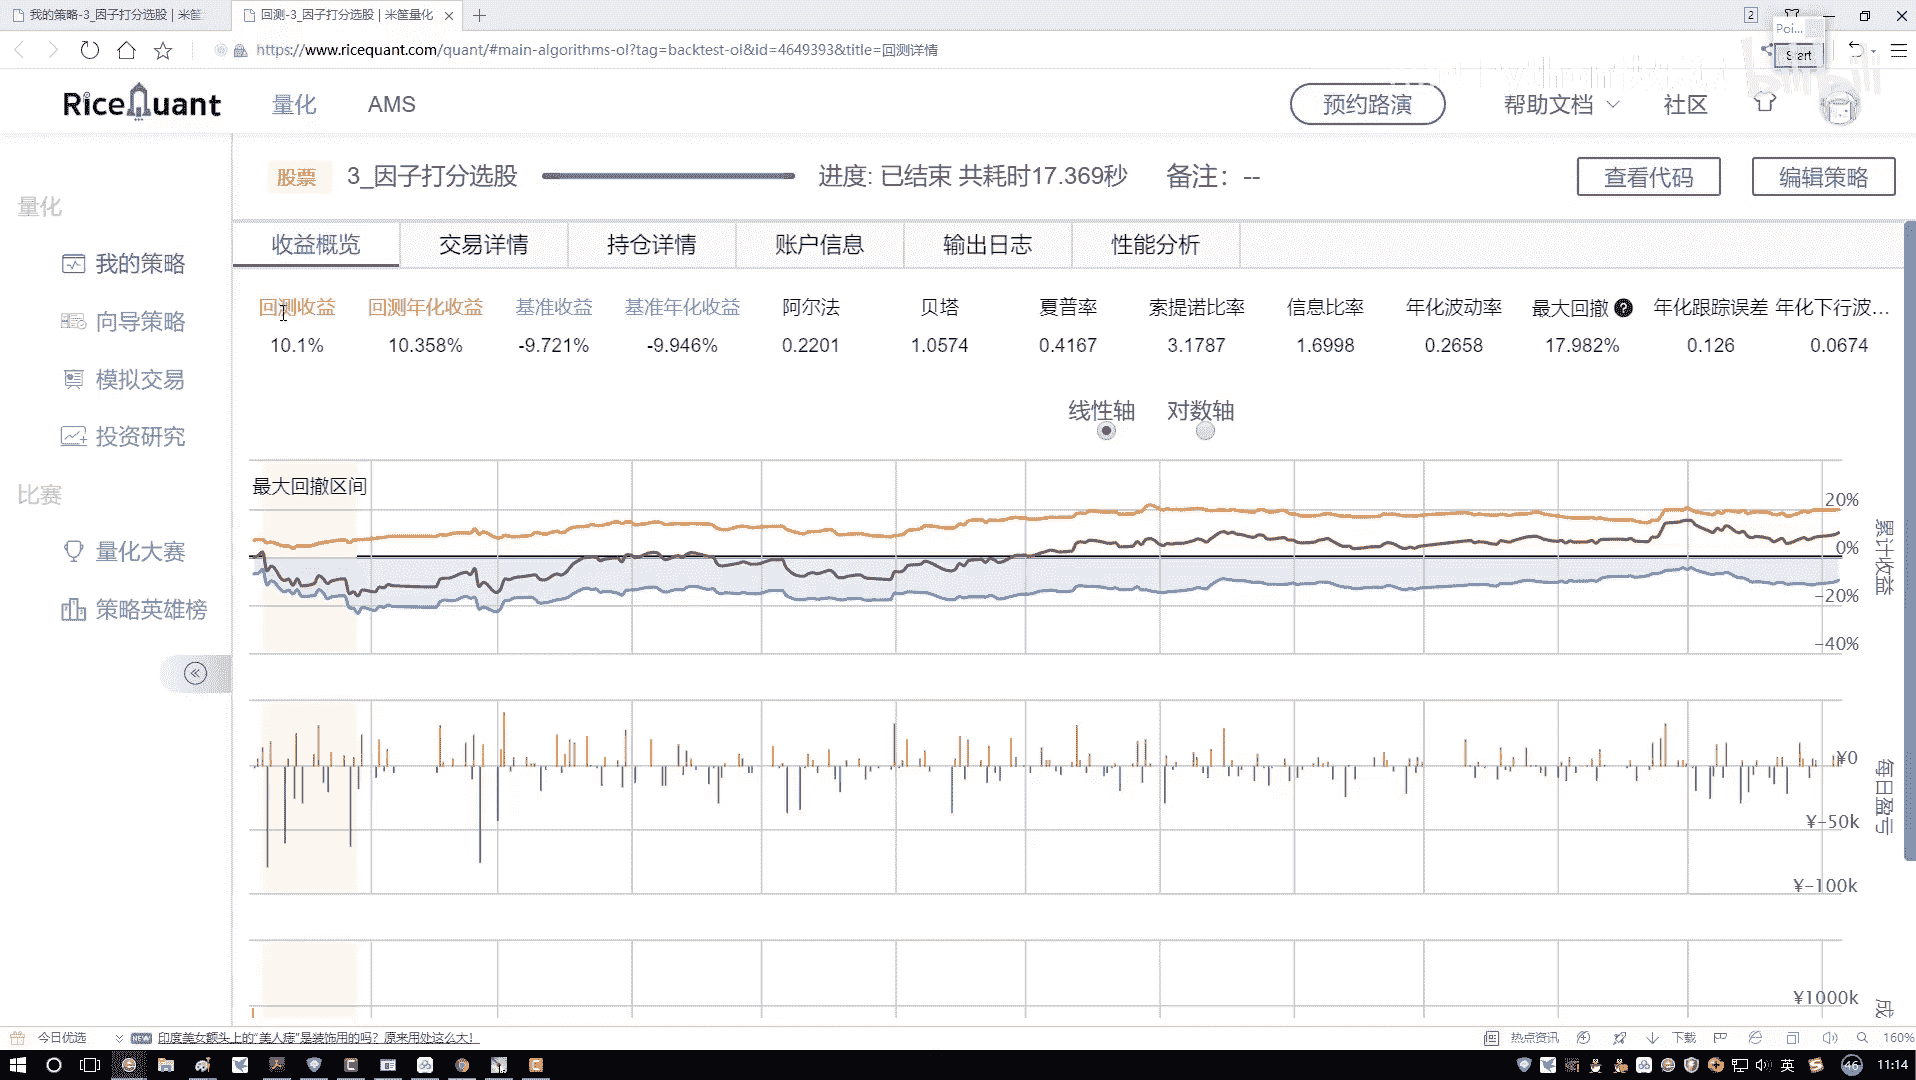 我的策略-3_因子打分选股 | 米筐
回测-3_因子打分选股 | 米筐量化
2
Poi...
Start
https://www.ricequant.com/quant/#main-algorithms-ol?tag=backtest-ol&id=4649393&title=回测详情
bilibili
RiceQuant
量化
AMS
预约路演
帮助文档
社区
股票
3_因子打分选股
进度: 已结束 共耗时17.369秒
备注: --
查看代码
编辑策略
量化
我的策略
向导策略
模拟交易
投资研究
比赛
量化大赛
策略英雄榜
收益概览
交易详情
持仓详情
账户信息
输出日志
性能分析
回测收益 回测年化收益 基准收益 基准年化收益 阿尔法 贝塔 夏普率 索提诺比率 信息比率 年化波动率 最大回撤 ? 年化跟踪误差 年化下行波...
10.1% 10.358% -9.721% -9.946% 0.2201 1.0574 0.4167 3.1787 1.6998 0.2658 17.982% 0.126 0.0674
线性轴
对数轴
最大回撤区间
20%
0%
-20%
-40%
累计收益
¥0
¥-50k
¥-100k
每日盈亏
¥1000k
成
今日优选
NEW
印度美女额头上的“美人痣”是装饰用的吗？原来用处这么大！
热点资讯
下载
160%
英
46
11:14